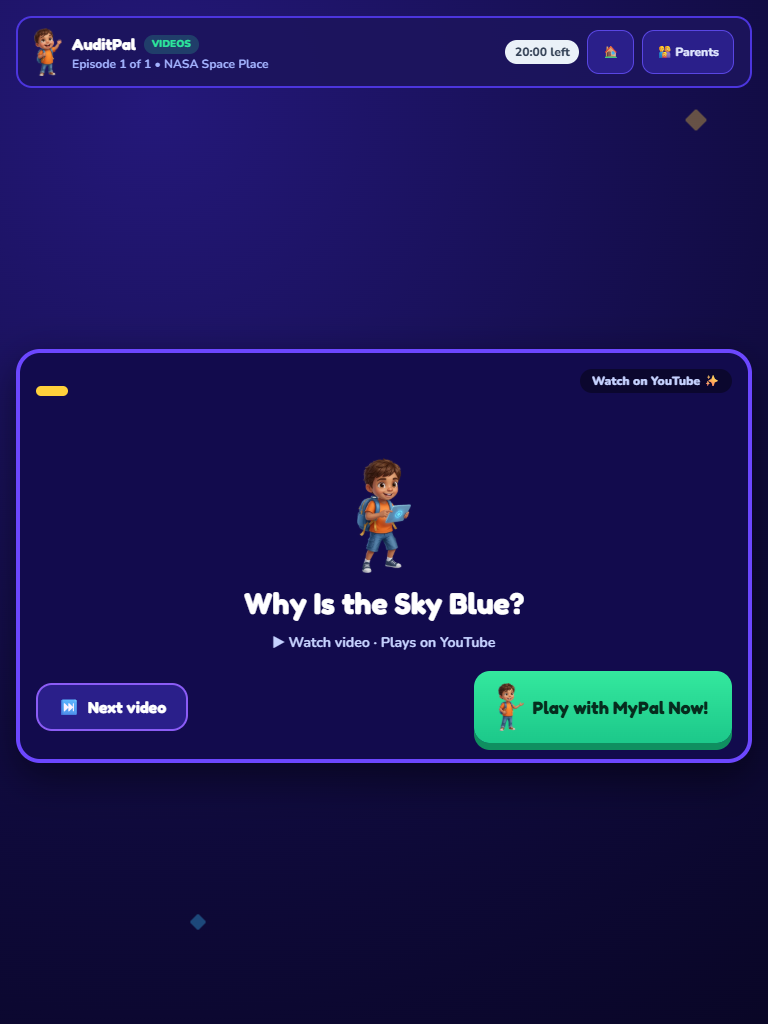 AuditPal VIDEOS
Episode 1 of 1 • NASA Space Place
20:00 left
Parents
Watch on YouTube ✨
Why Is the Sky Blue?
▶ Watch video · Plays on YouTube
Next video
Play with MyPal Now!